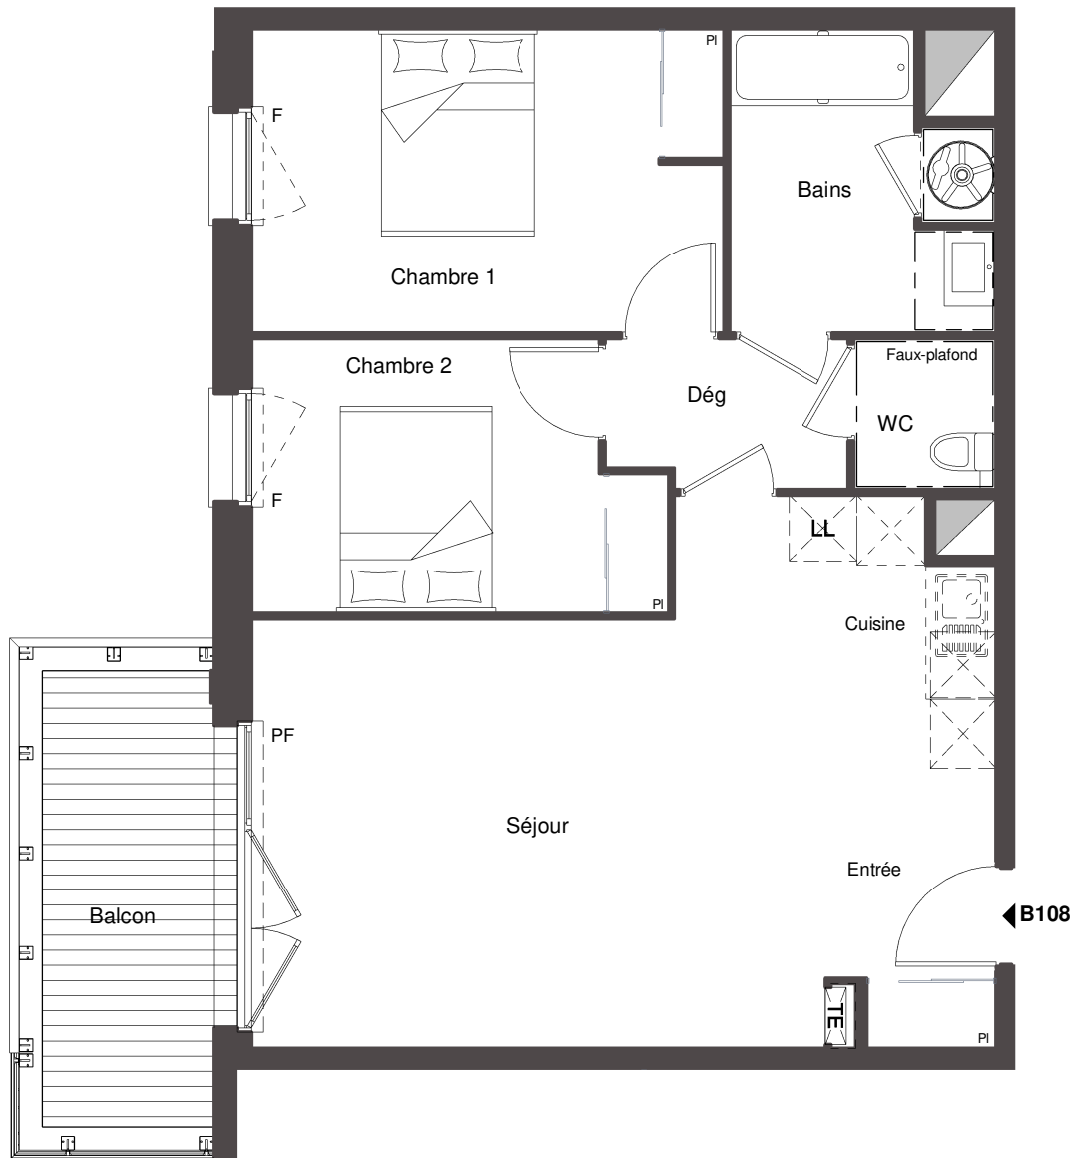 Pl
F
Bains
Chambre 1
Chambre 2
Faux-plafond
Dég
WC
F
LL
Pl
Cuisine
PF
Séjour
Entrée
Balcon
B108
TE
Pl